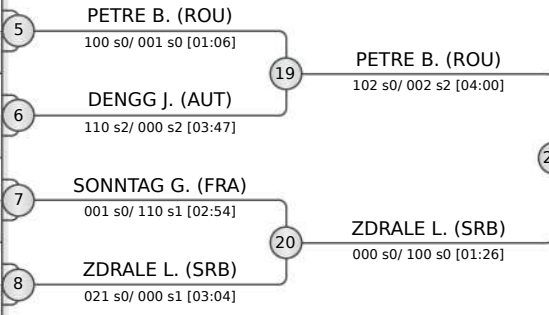 5
PETRE B. (ROU)
100 s0/ 001 s0 [01:06]
19
PETRE B. (ROU)
102 s0/ 002 s2 [04:00]
6
DENGG J. (AUT)
110 s2/ 000 s2 [03:47]
7
SONNTAG G. (FRA)
001 s0/ 110 s1 [02:54]
20
ZDRALE L. (SRB)
000 s0/ 100 s0 [01:26]
8
ZDRALE L. (SRB)
021 s0/ 000 s1 [03:04]